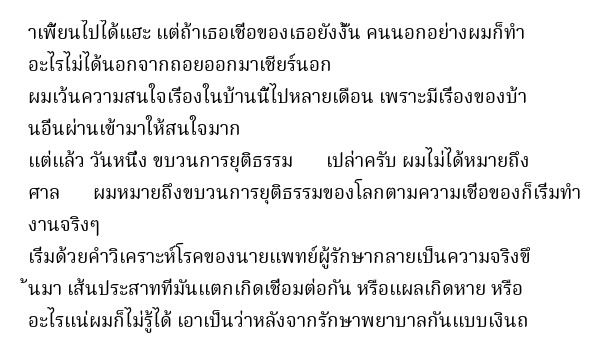 าเพี้ยนไปได้แฮะ แต่ถ้าเธอเชื่อของเธอยังงั้น คนนอกอย่างผมก็ทำ
อะไรไม่ได้นอกจากถอยออกมาเชียร์นอก
ผมเว้นความสนใจเรื่องในบ้านนี้ไปหลายเดือน เพราะมีเรื่องของบ้า
นอื่นผ่านเข้ามาให้สนใจมาก
แต่แล้ว วันหนึ่ง ขบวนการยุติธรรม เปล่าครับ ผมไม่ได้หมายถึง
ศาล ผมหมายถึงขบวนการยุติธรรมของโลกตามความเชื่อของก็เริ่มทำ
งานจริงๆ
เริ่มด้วยคำวิเคราะห์โรคของนายแพทย์ผู้รักษากลายเป็นความจริงขึ
้นมา เส้นประสาทที่มันแตกเกิดเชื่อมต่อกัน หรือแผลเกิดหาย หรือ
อะไรแน่ผมก็ไม่รู้ได้ เอาเป็นว่าหลังจากรักษาพยาบาลกันแบบเงินถ